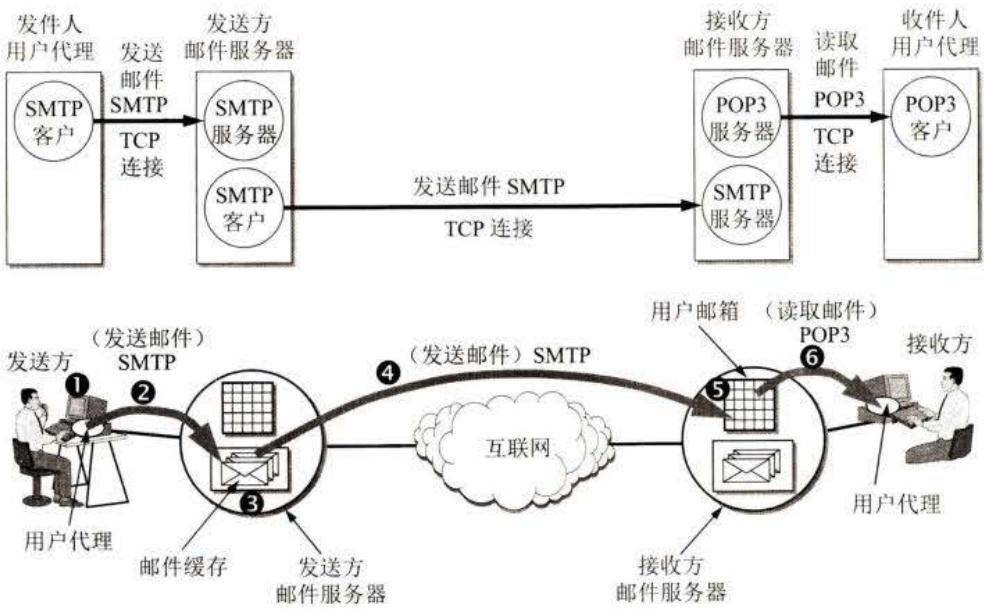 发件人
用户代理
发送
邮件
SMTP
TCP
连接
SMTP
客户
发送方
邮件服务器
SMTP
服务器
SMTP
客户
发送邮件 SMTP
TCP 连接
接收方
邮件服务器
POP3
服务器
SMTP
服务器
读取
邮件
POP3
TCP
连接
收件人
用户代理
POP3
客户
发送方
(发送邮件)
SMTP
❶
❷
❸
❹
(发送邮件) SMTP
用户邮箱
(读取邮件)
POP3
❺
❻
接收方
互联网
用户代理
邮件缓存
发送方
邮件服务器
接收方
邮件服务器
用户代理